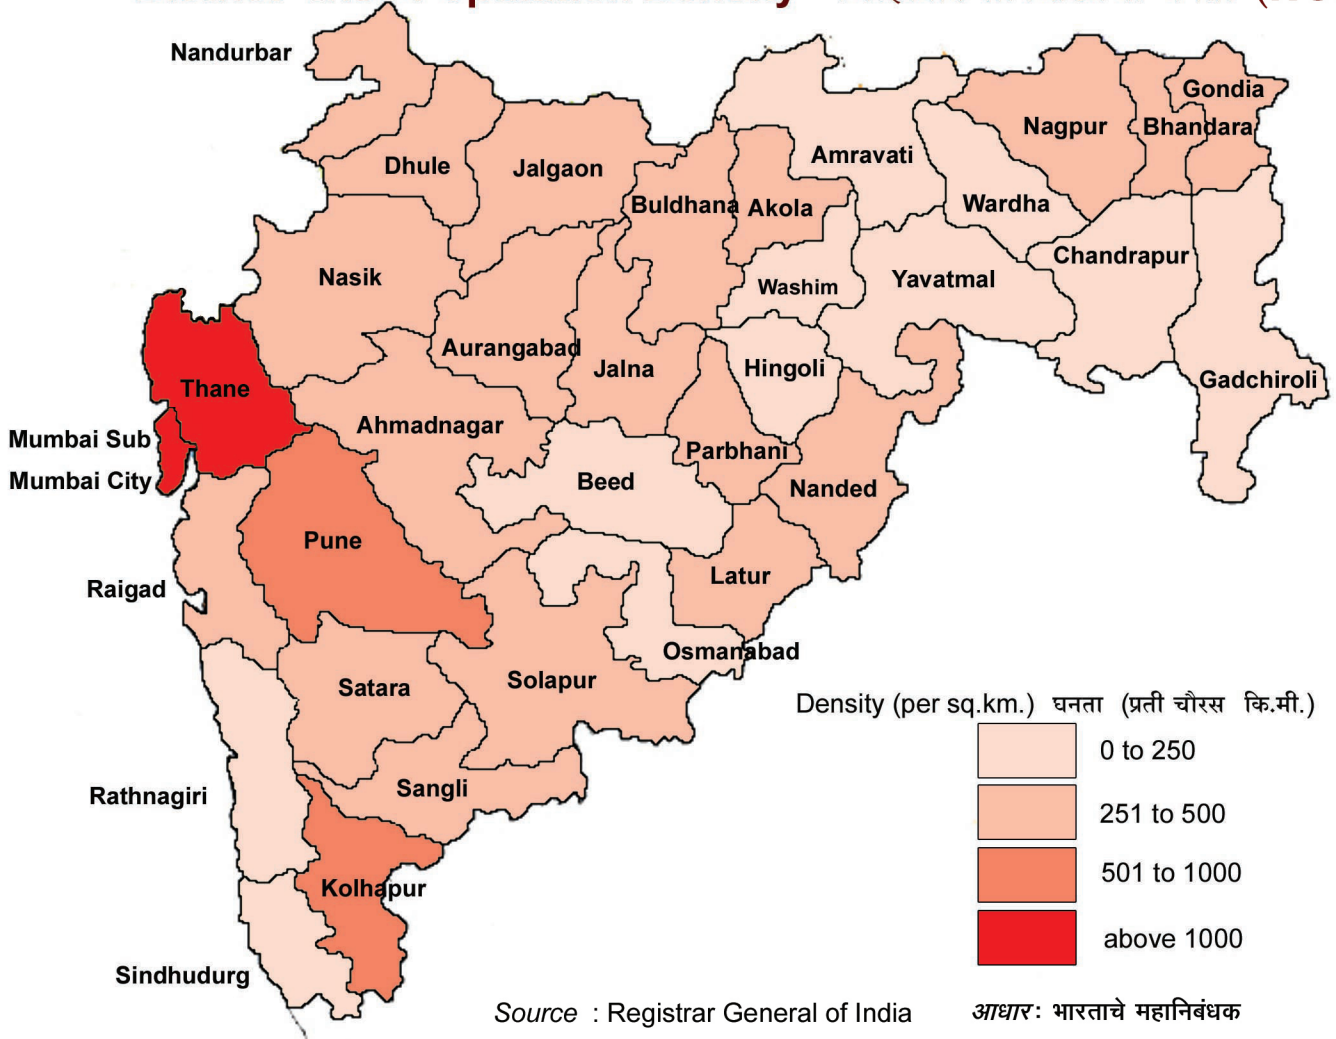 Nandurbar
Gondia
Nagpur
Bhandara
Amravati
Dhule
Jalgaon
Buldhana
Akola
Wardha
Chandrapur
Nasik
Washim
Yavatmal
Aurangabad
Jalna
Hingoli
Thane
Gadchiroli
Ahmadnagar
Mumbai Sub
Parbhani
Mumbai City
Beed
Nanded
Pune
Latur
Raigad
Osmanabad
Satara
Solapur
Density (per sq.km.) घनता (प्रती चौरस कि.मी.)
0 to 250
Sangli
Rathnagiri
251 to 500
501 to 1000
Kolhapur
above 1000
Sindhudurg
Source : Registrar General of India
आधार : भारताचे महानिबंधक